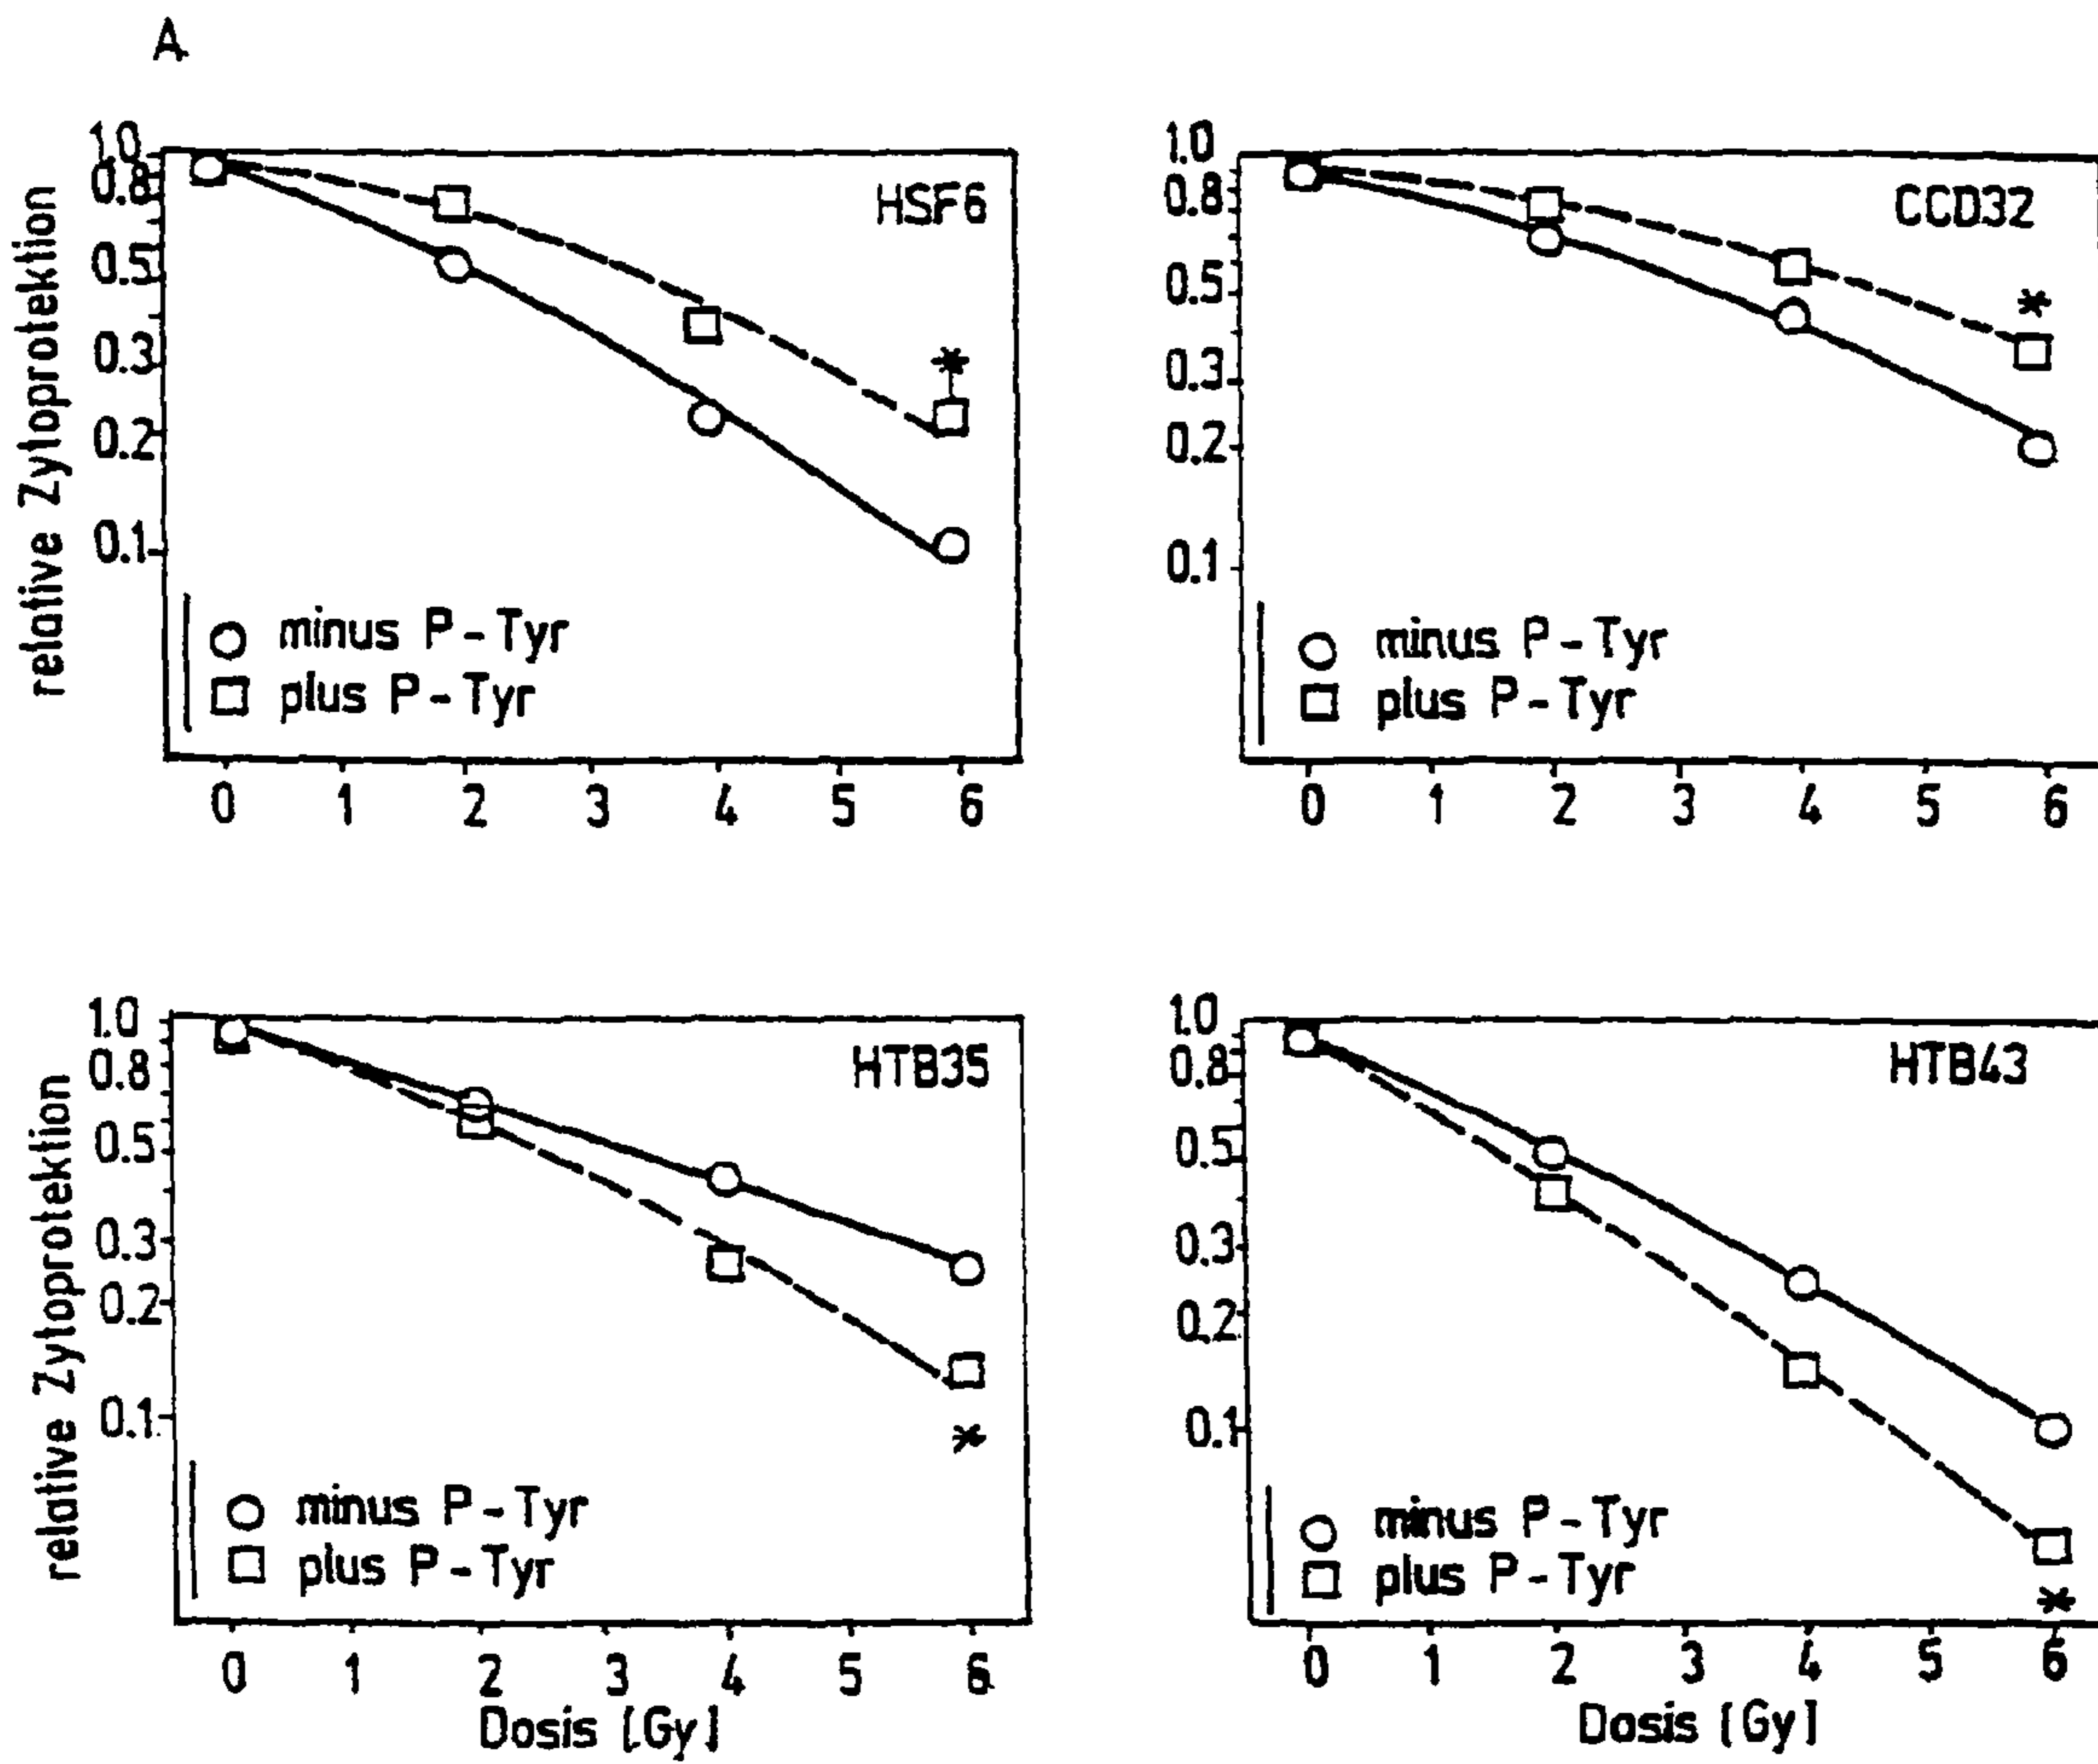 A
relative Zytoprotektion
1.0
0.8
0.5
0.3
0.2
0.1
HSF6
*
minus P-Tyr
plus P-Tyr
0 1 2 3 4 5 6
1.0
0.8
0.5
0.3
0.2
0.1
CCD32
*
minus P-Tyr
plus P-Tyr
0 1 2 3 4 5 6
relative Zytoprotektion
1.0
0.8
0.5
0.3
0.2
0.1
HTB35
*
minus P-Tyr
plus P-Tyr
0 1 2 3 4 5 6
Dosis [Gy]
1.0
0.8
0.5
0.3
0.2
0.1
HTB43
*
minus P-Tyr
plus P-Tyr
0 1 2 3 4 5 6
Dosis [Gy]